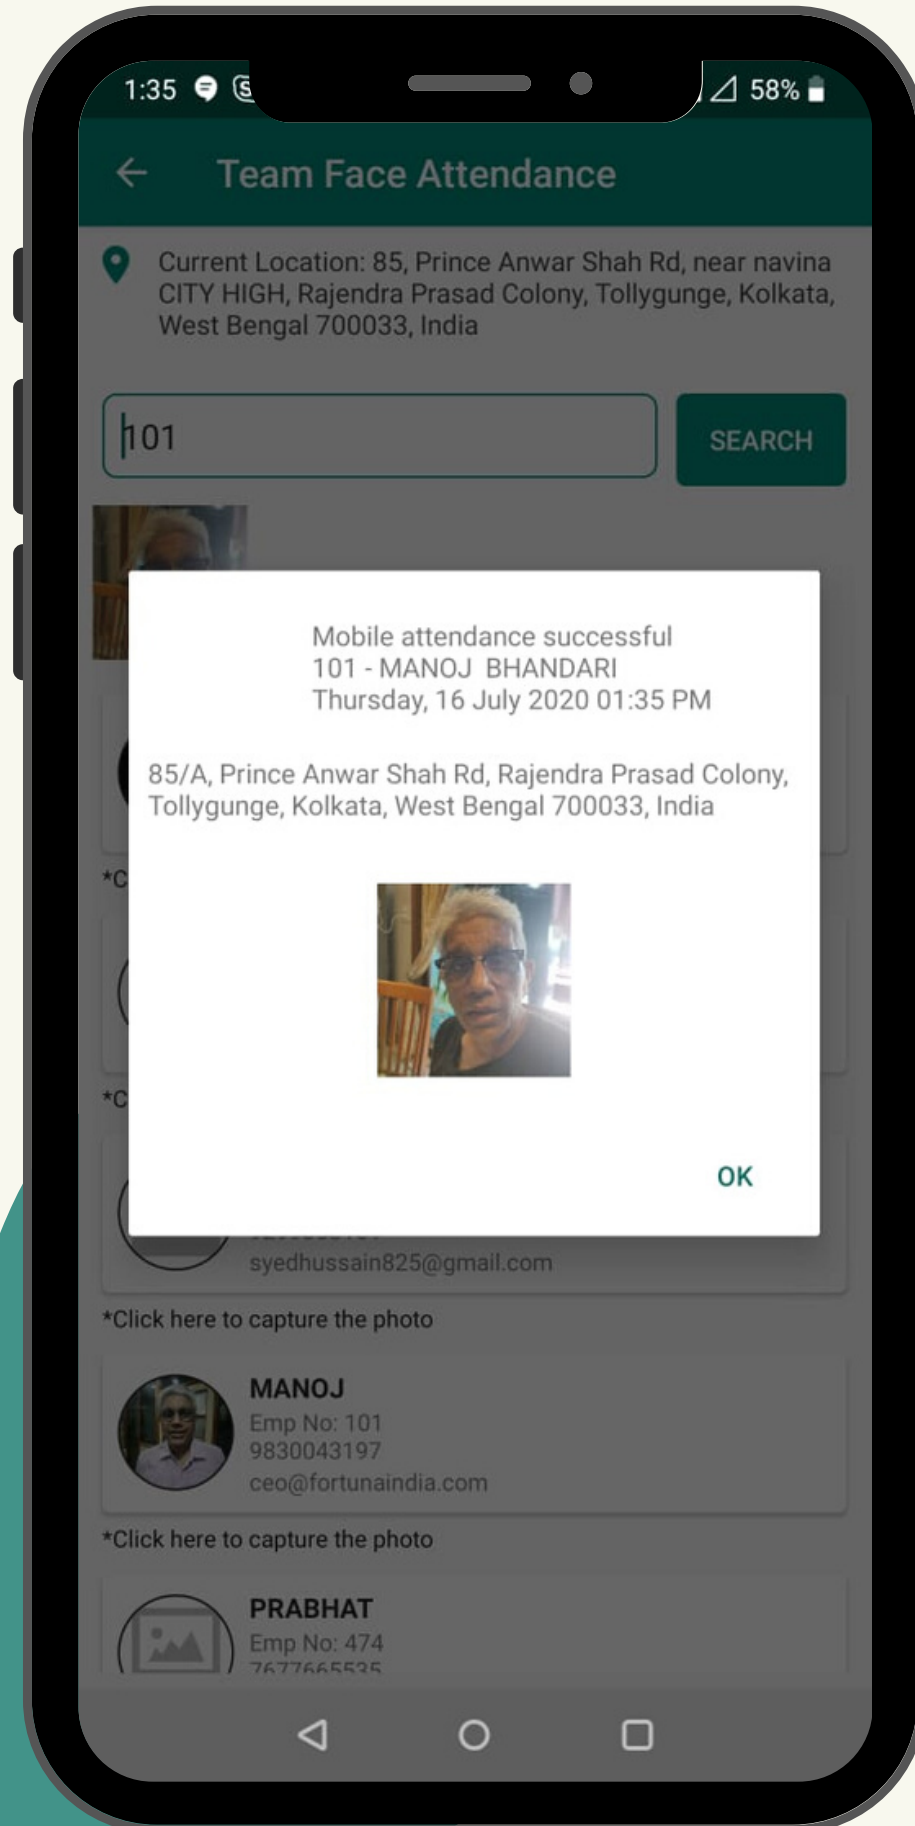 1:35
58%
Team Face Attendance
Current Location: 85, Prince Anwar Shah Rd, near navina
CITY HIGH, Rajendra Prasad Colony, Tollygunge, Kolkata,
West Bengal 700033, India
101
SEARCH
Mobile attendance successful
101 - MANOJ BHANDARI
Thursday, 16 July 2020 01:35 PM
85/A, Prince Anwar Shah Rd, Rajendra Prasad Colony,
Tollygunge, Kolkata, West Bengal 700033, India
*C
*C
OK
syedhussain825@gmail.com
*Click here to capture the photo
MANOJ
Emp No: 101
9830043197
ceo@fortunaindia.com
*Click here to capture the photo
PRABHAT
Emp No: 474
7677665535